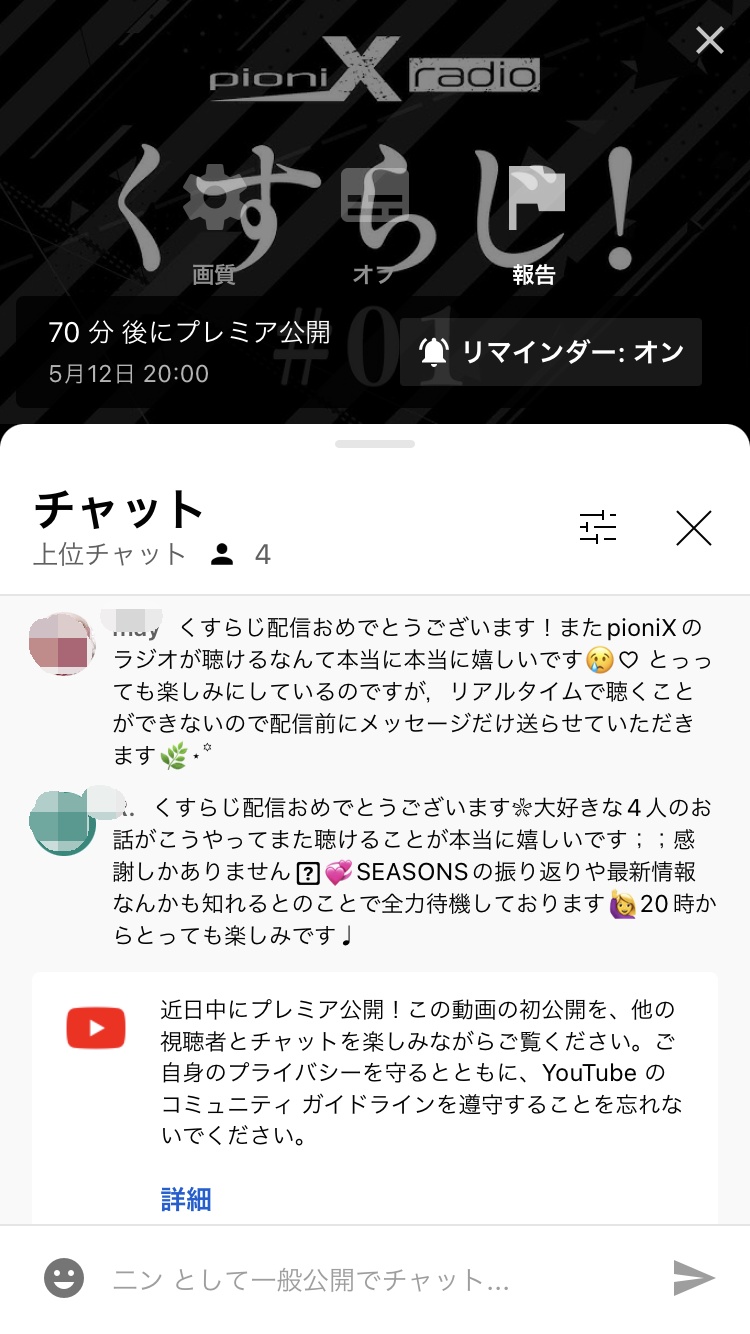 pioniX radio
くすらじ!
画質 オフ 報告
#01
70 分 後にプレミア公開
5月12日 20:00
リマインダー: オン
チャット
上位チャット 4
may くすらじ配信おめでとうございます！またpioniXの
ラジオが聴けるなんて本当に本当に嬉しいです😢♡ とっっ
ても楽しみにしているのですが，リアルタイムで聴くこと
ができないので配信前にメッセージだけ送らせていただき
ます🌿⋆꙳
くすらじ配信おめでとうございます❊大好きな4人のお
話がこうやってまた聴けることが本当に嬉しいです；；感
謝しかありません?💞SEASONSの振り返りや最新情報
なんかも知れるとのことで全力待機しております🙋‍♀️20時か
らとっても楽しみです♩
近日中にプレミア公開！この動画の初公開を、他の
視聴者とチャットを楽しみながらご覧ください。ご
自身のプライバシーを守るとともに、YouTube の
コミュニティ ガイドラインを遵守することを忘れな
いでください。
詳細
ニン として一般公開でチャット...